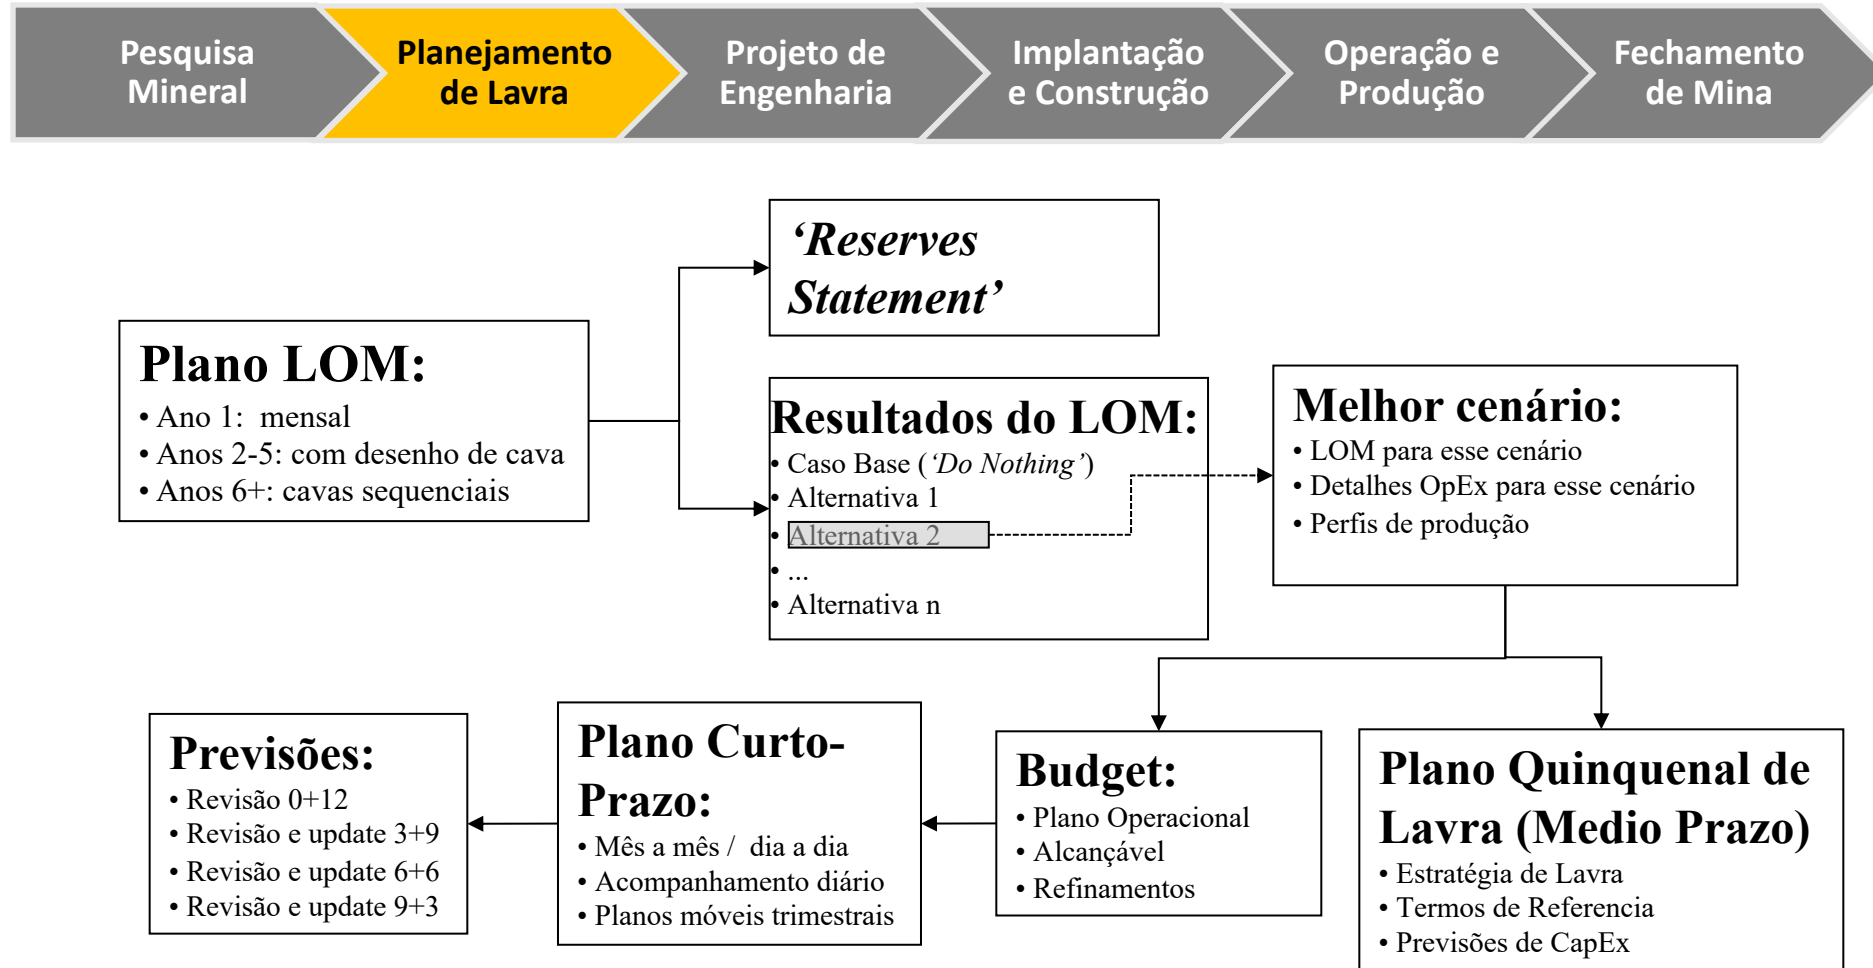 Pesquisa
Mineral
Planejamento
de Lavra
Projeto de
Engenharia
Implantação
e Construção
Operação e
Produção
Fechamento
de Mina
‘Reserves
Statement’
Plano LOM:
• Ano 1:  mensal
• Anos 2-5: com desenho de cava
• Anos 6+: cavas sequenciais
Resultados do LOM:
• Caso Base (‘Do Nothing’)
• Alternativa 1
• Alternativa 2
• ...
• Alternativa n
Melhor cenário:
• LOM para esse cenário
• Detalhes OpEx para esse cenário
• Perfis de produção
Previsões:
• Revisão 0+12
• Revisão e update 3+9
• Revisão e update 6+6
• Revisão e update 9+3
Plano Curto-
Prazo:
• Mês a mês /  dia a dia
• Acompanhamento diário
• Planos móveis trimestrais
Budget:
• Plano Operacional
• Alcançável
• Refinamentos
Plano Quinquenal de
Lavra (Medio Prazo)
• Estratégia de Lavra
• Termos de Referencia
• Previsões de CapEx